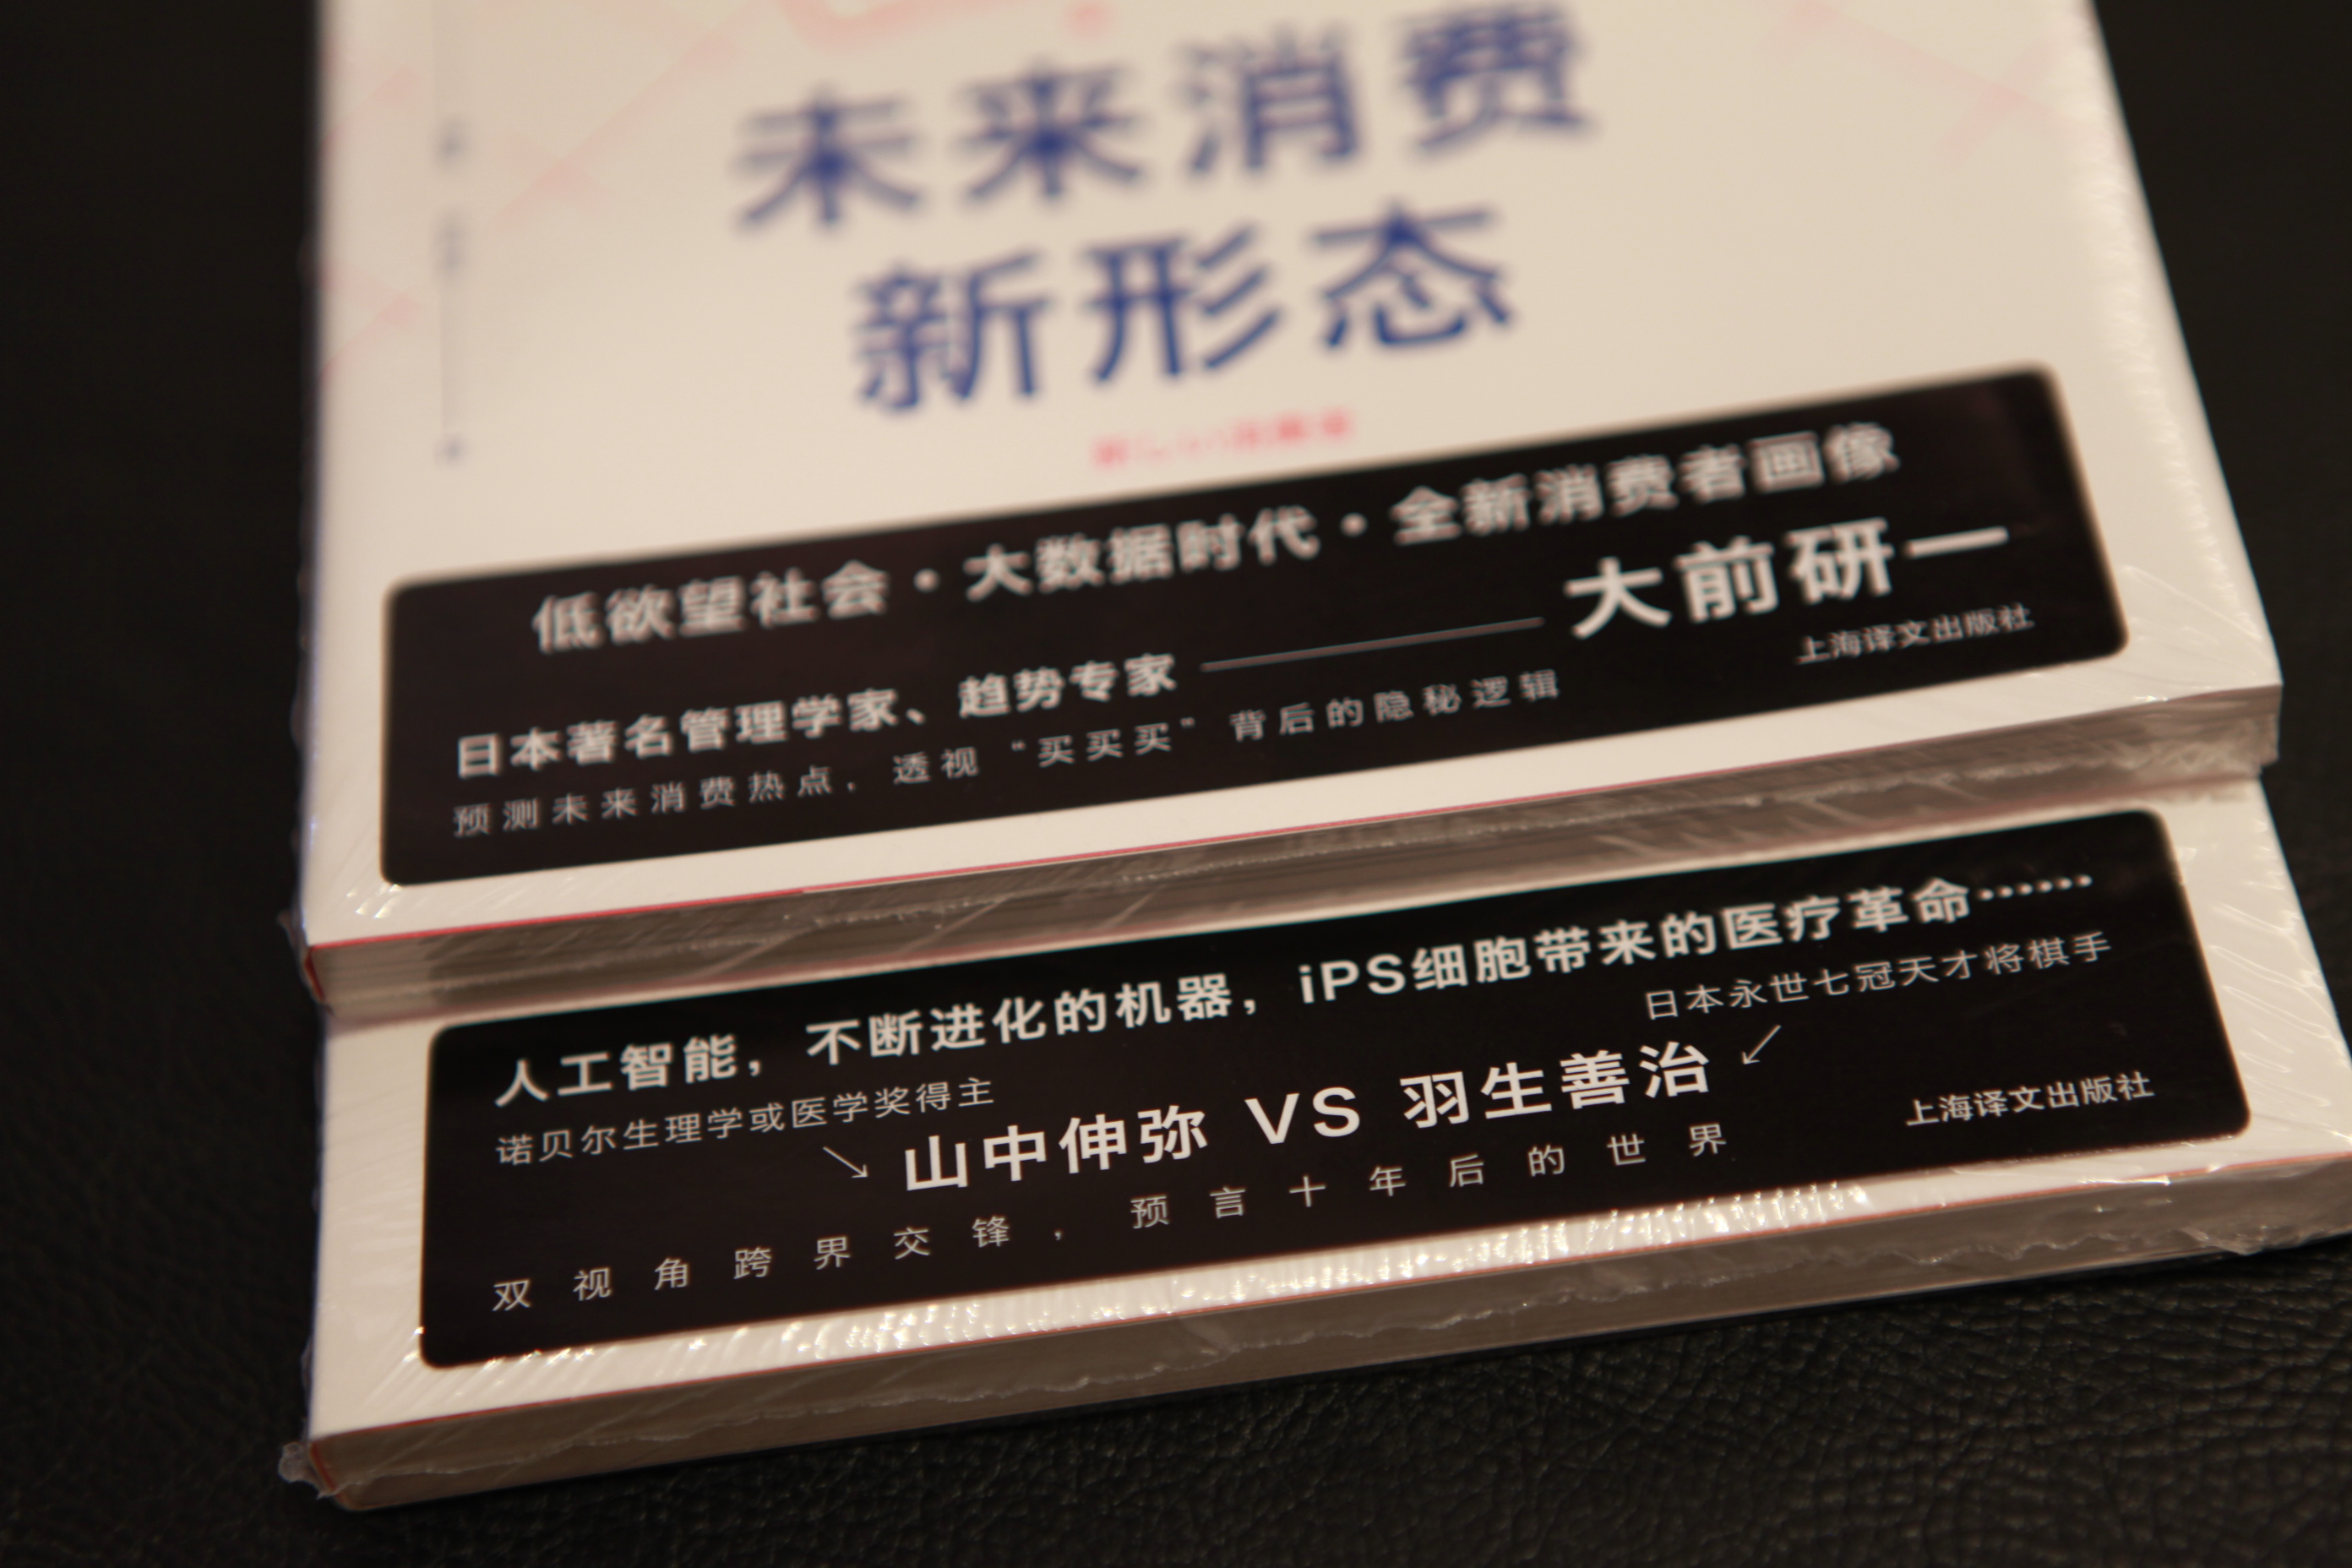 未来消费
新形态
低欲望社会·大数据时代·全新消费者画像
日本著名管理学家、趋势专家——大前研一
预测未来消费热点，透视“买买买”背后的隐秘逻辑
上海译文出版社
人工智能，不断进化的机器，iPS细胞带来的医疗革命……
诺贝尔生理学或医学奖得主
日本永世七冠天才将棋手
山中伸弥 VS 羽生善治
双视角跨界交锋，预言十年后的世界
上海译文出版社